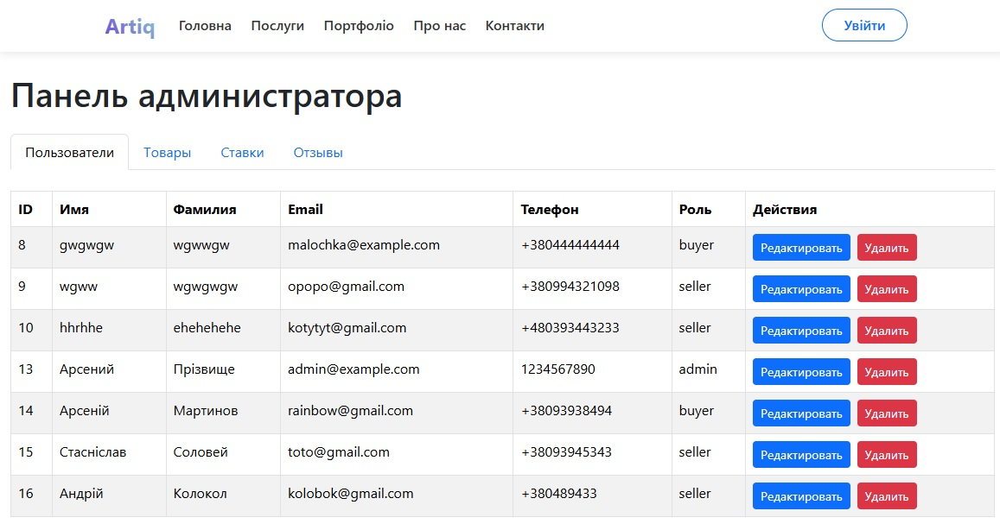 Artiq Головна Послуги Портфоліо Про нас Контакти Увійти
Панель администратора
Пользователи Товары Ставки Отзывы
ID Имя Фамилия Email Телефон Роль Действия
8 gwgwgw wgwwgw malochka@example.com +380444444444 buyer Редактировать Удалить
9 wgww wgwgwgw opopo@gmail.com +380994321098 seller Редактировать Удалить
10 hhrhhe ehehehehe kotytyt@gmail.com +480393443233 seller Редактировать Удалить
13 Арсений Прізвище admin@example.com 1234567890 admin Редактировать Удалить
14 Арсеній Мартинов rainbow@gmail.com +38093938494 buyer Редактировать Удалить
15 Стасніслав Соловей toto@gmail.com +38093945343 seller Редактировать Удалить
16 Андрій Колокол kolobok@gmail.com +380489433 seller Редактировать Удалить